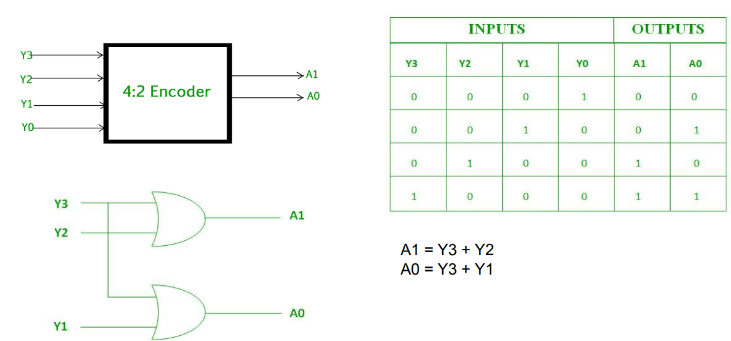 Y3
Y2
Y1
Y0
4:2 Encoder
A1
A0
INPUTS OUTPUTS
Y3 Y2 Y1 Y0 A1 A0
0 0 0 1 0 0
0 0 1 0 0 1
0 1 0 0 1 0
1 0 0 0 1 1
Y3
Y2
A1
Y1
A0
A1 = Y3 + Y2
A0 = Y3 + Y1